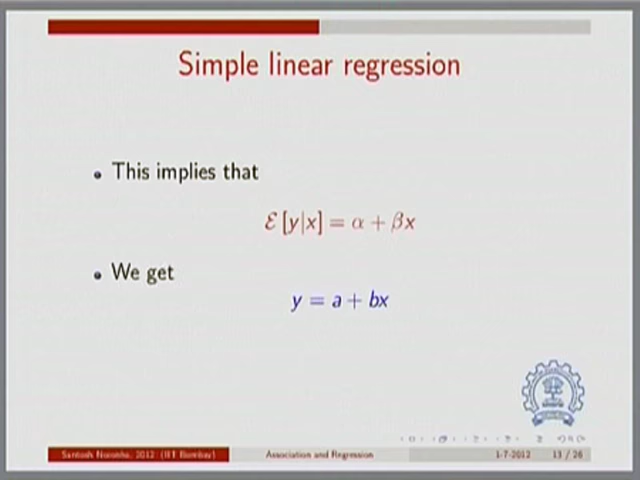 Simple linear regression
This implies that
ℰ [y|x] = α + βx
We get
y = a + bx
Santosh Noronha, 2012 (IIT Bombay) Association and Regression 1-7-2012 13 / 26